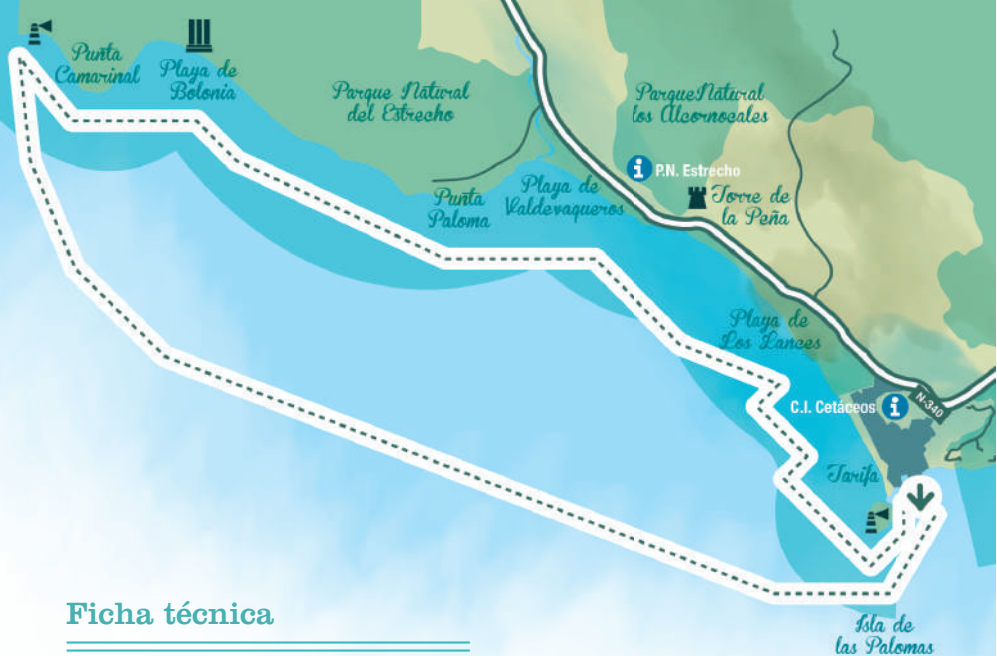 Punta
Camarinal
Playa de
Bolonia
Parque Natural
del Estrecho
Parque Natural
los Alcornocales
P.N. Estrecho
Punta
Paloma
Playa de
Valdevaqueros
Torre de
la Peña
Playa de
Los Lances
C.I. Cetáceos
N-340
Tarifa
Ficha técnica
Isla de
las Palomas